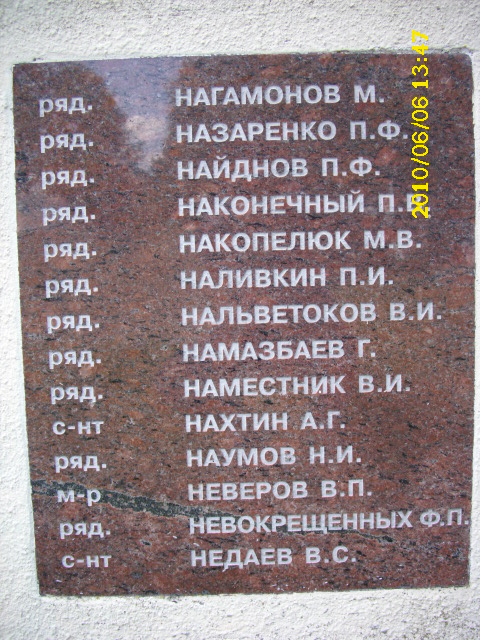 ряд. НАГАМОНОВ М.
ряд. НАЗАРЕНКО П.Ф.
ряд. НАЙДНОВ П.Ф.
ряд. НАКОНЕЧНЫЙ П.
ряд. НАКОПЕЛЮК М.В.
ряд. НАЛИВКИН П.И.
ряд. НАЛЬВЕТОКОВ В.И.
ряд. НАМАЗБАЕВ Г.
ряд. НАМЕСТНИК В.И.
с-нт НАХТИН А.Г.
ряд. НАУМОВ Н.И.
м-р НЕВЕРОВ В.П.
ряд. НЕВОКРЕЩЕННЫХ Ф.П.
с-нт НЕДАЕВ В.С.
2010/06/06 13:47